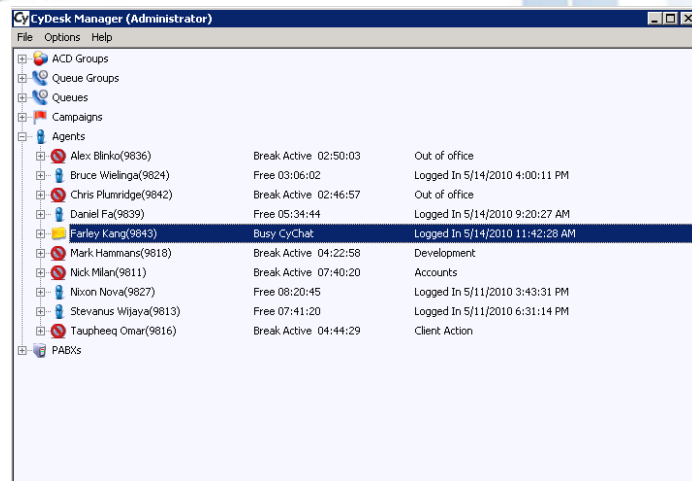 Cy CyDesk Manager (Administrator)
File Options Help
ACD Groups
Queue Groups
Queues
Campaigns
Agents
Alex Blinko(9836) Break Active 02:50:03 Out of office
Bruce Wielinga(9824) Free 03:06:02 Logged In 5/14/2010 4:00:11 PM
Chris Plumridge(9842) Break Active 02:46:57 Out of office
Daniel Fa(9839) Free 05:34:44 Logged In 5/14/2010 9:20:27 AM
Farley Kang(9843) Busy CyChat Logged In 5/14/2010 11:42:28 AM
Mark Hammans(9818) Break Active 04:22:58 Development
Nick Milan(9811) Break Active 07:40:20 Accounts
Nixon Nova(9827) Free 08:20:45 Logged In 5/11/2010 3:43:31 PM
Stevanus Wijaya(9813) Free 07:41:20 Logged In 5/11/2010 6:31:14 PM
Taupheeq Omar(9816) Break Active 04:44:29 Client Action
PABXs